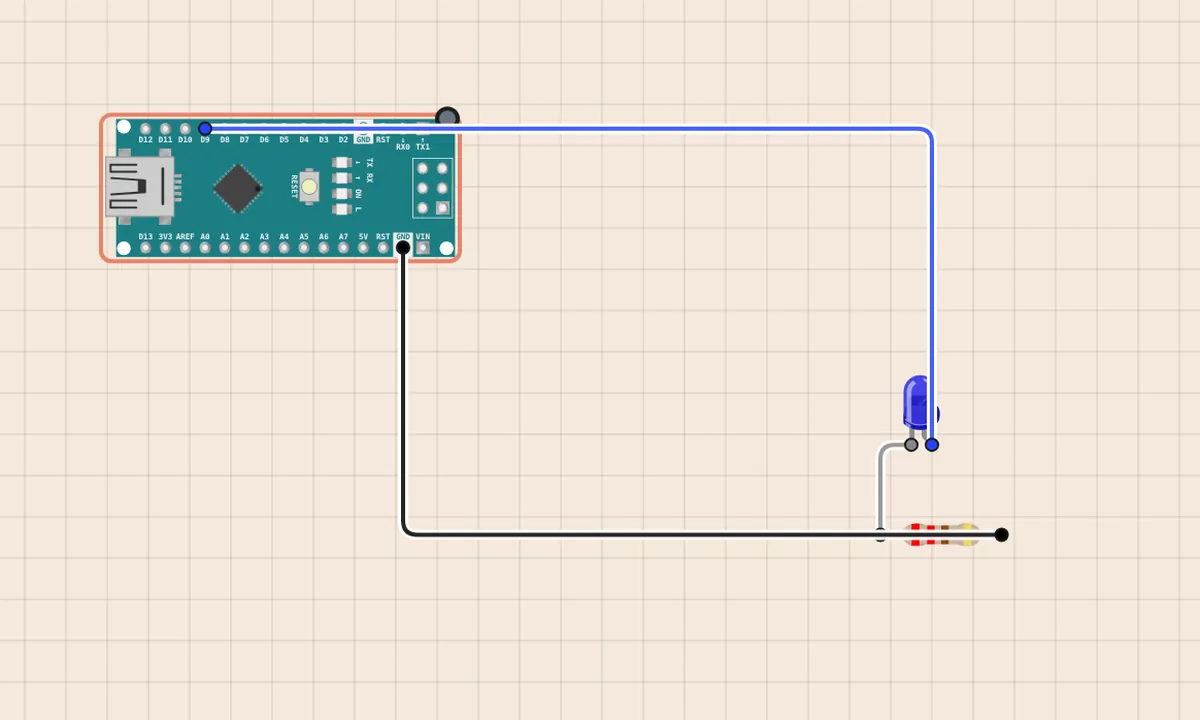 D12 D11 D10 D9 D8 D7 D6 D5 D4 D3 D2 GND RST RX0 TX1
TX
RX
ON
L
RESET
D13 3V3 AREF A0 A1 A2 A3 A4 A5 A6 A7 5V RST GND VIN